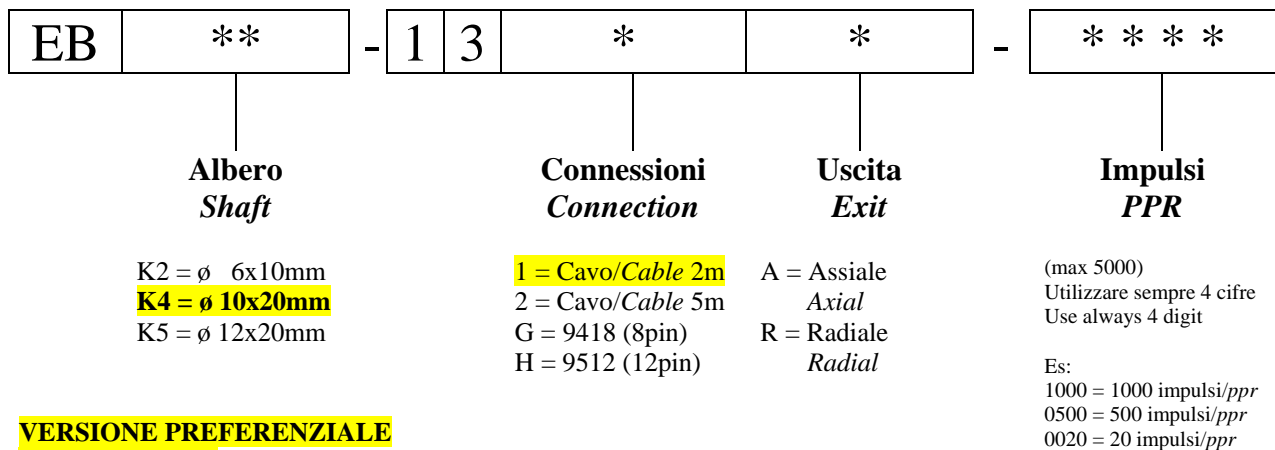 EB ** - 1 3 * * - * * * *
Albero
Shaft
K2 = ø 6x10mm
K4 = ø 10x20mm
K5 = ø 12x20mm
Connessioni
Connection
1 = Cavo/Cable 2m
2 = Cavo/Cable 5m
G = 9418 (8pin)
H = 9512 (12pin)
Uscita
Exit
A = Assiale
Axial
R = Radiale
Radial
Impulsi
PPR
(max 5000)
Utilizzare sempre 4 cifre
Use always 4 digit
Es:
1000 = 1000 impulsi/ppr
0500 = 500 impulsi/ppr
0020 = 20 impulsi/ppr
VERSIONE PREFERENZIALE